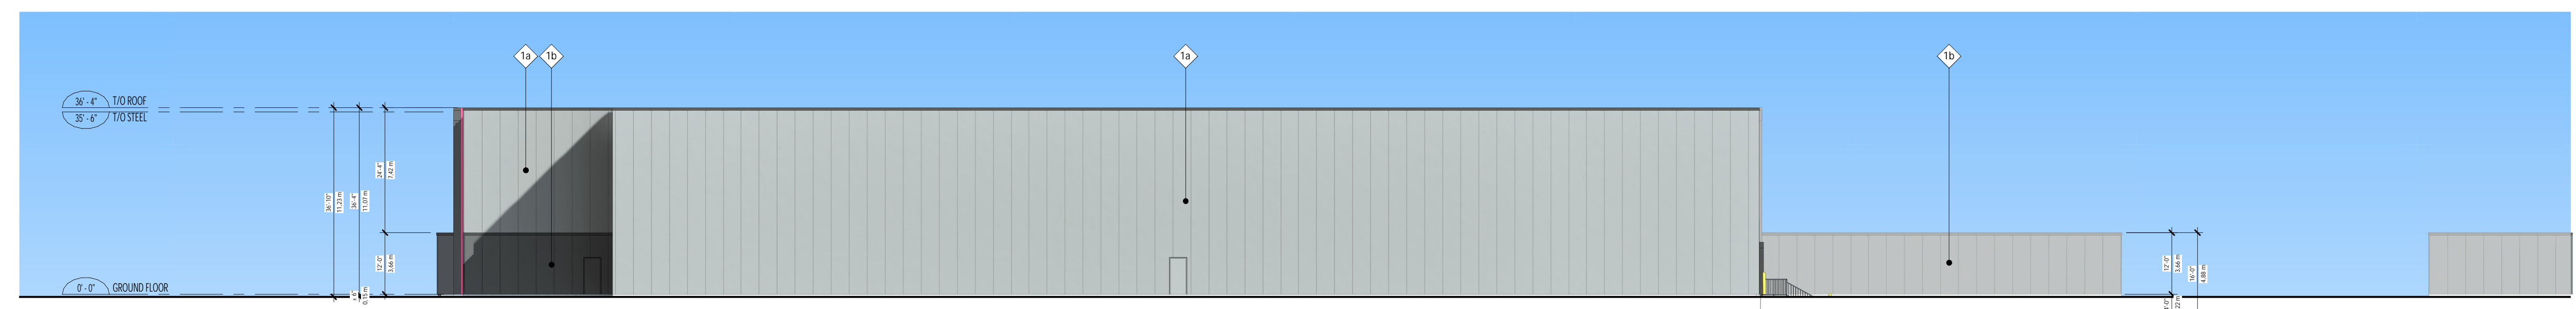 1a
1b
1a
1b
36' - 4" T/O ROOF
35' - 6" T/O STEEL
24'-4"
7,42 m
36'-10"
11,23 m
36'-4"
11,07 m
12'-0"
3,66 m
12'-0"
3,66 m
16'-0"
4,88 m
0' - 0" GROUND FLOOR
0,15 m